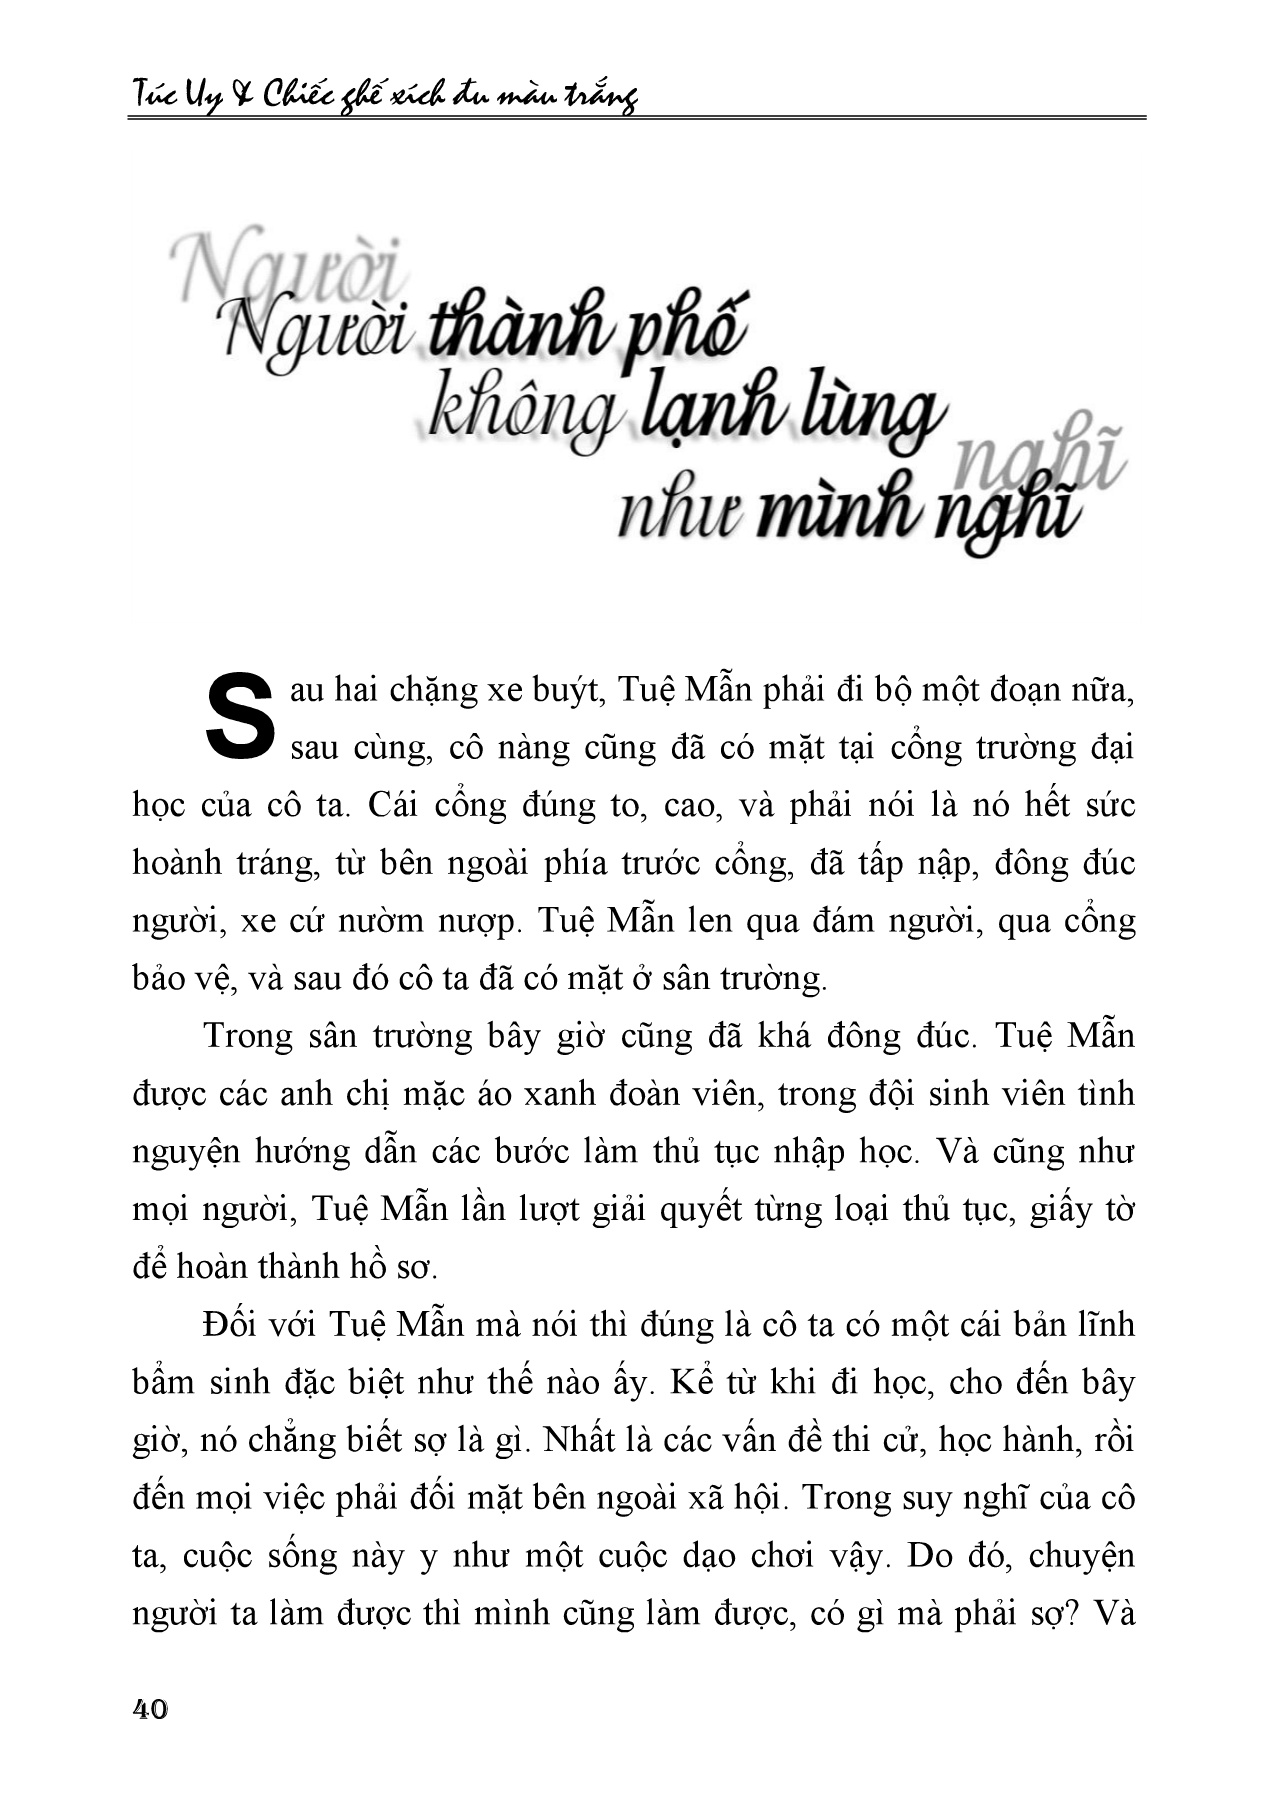 Túc Uy & Chiếc ghế xích đu màu trắng
Người
Người thành phố
không lạnh lùng
nghĩ
như mình nghĩ
Sau hai chặng xe buýt, Tuệ Mẫn phải đi bộ một đoạn nữa,
sau cùng, cô nàng cũng đã có mặt tại cổng trường đại
học của cô ta. Cái cổng đúng to, cao, và phải nói là nó hết sức
hoành tráng, từ bên ngoài phía trước cổng, đã tấp nập, đông đúc
người, xe cứ nườm nượp. Tuệ Mẫn len qua đám người, qua cổng
bảo vệ, và sau đó cô ta đã có mặt ở sân trường.
Trong sân trường bây giờ cũng đã khá đông đúc. Tuệ Mẫn
được các anh chị mặc áo xanh đoàn viên, trong đội sinh viên tình
nguyện hướng dẫn các bước làm thủ tục nhập học. Và cũng như
mọi người, Tuệ Mẫn lần lượt giải quyết từng loại thủ tục, giấy tờ
để hoàn thành hồ sơ.
Đối với Tuệ Mẫn mà nói thì đúng là cô ta có một cái bản lĩnh
bẩm sinh đặc biệt như thế nào ấy. Kể từ khi đi học, cho đến bây
giờ, nó chẳng biết sợ là gì. Nhất là các vấn đề thi cử, học hành, rồi
đến mọi việc phải đối mặt bên ngoài xã hội. Trong suy nghĩ của cô
ta, cuộc sống này y như một cuộc dạo chơi vậy. Do đó, chuyện
người ta làm được thì mình cũng làm được, có gì mà phải sợ? Và
40